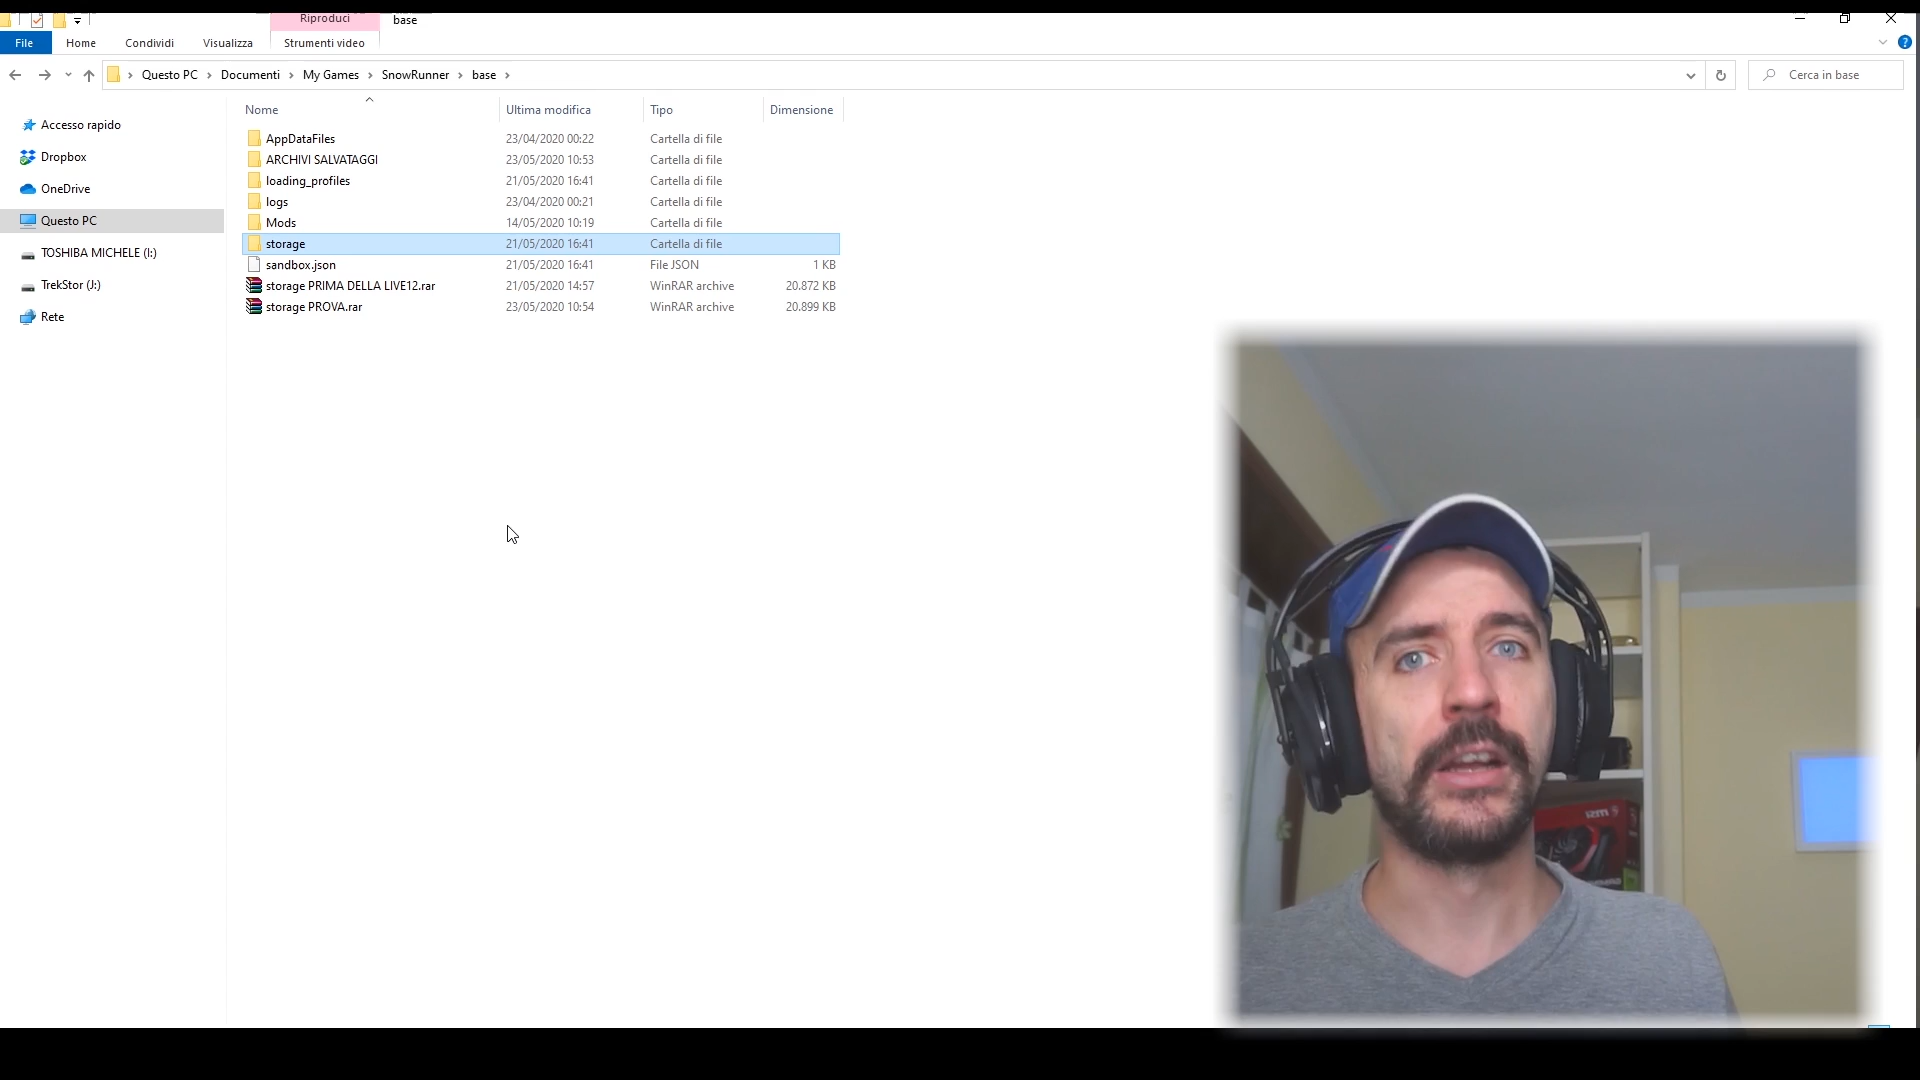 Riproduci
base
File
Home
Condividi
Visualizza
Strumenti video
Questo PC
Documenti
My Games
SnowRunner
base
Cerca in base
Nome
Ultima modifica
Tipo
Dimensione
Accesso rapido
Dropbox
OneDrive
Questo PC
TOSHIBA MICHELE (I:)
TrekStor (J:)
Rete
AppDataFiles 23/04/2020 00:22 Cartella di file
ARCHIVI SALVATAGGI 23/05/2020 10:53 Cartella di file
loading_profiles 21/05/2020 16:41 Cartella di file
logs 23/04/2020 00:21 Cartella di file
Mods 14/05/2020 10:19 Cartella di file
storage 21/05/2020 16:41 Cartella di file
sandbox.json 21/05/2020 16:41 File JSON 1 KB
storage PRIMA DELLA LIVE12.rar 21/05/2020 14:57 WinRAR archive 20.872 KB
storage PROVA.rar 23/05/2020 10:54 WinRAR archive 20.899 KB